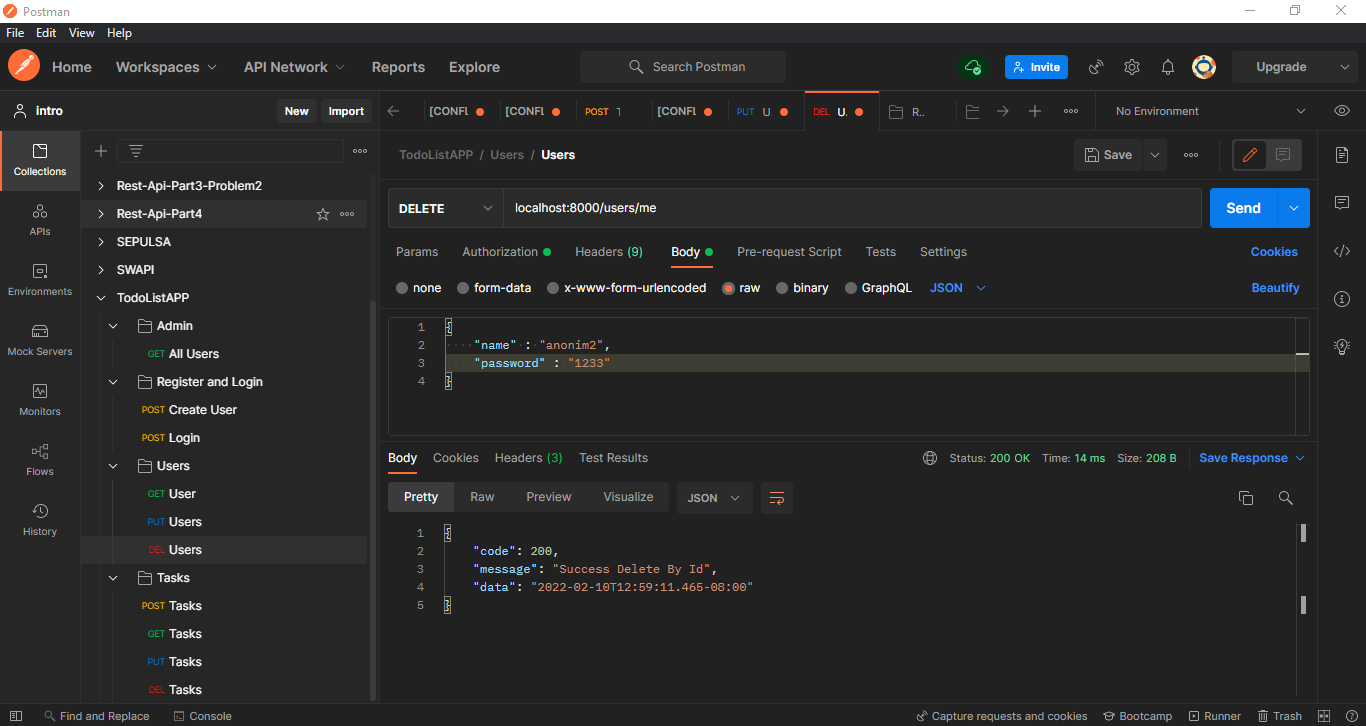 Postman
File Edit View Help
Home Workspaces API Network Reports Explore Search Postman Invite Upgrade
intro New Import
[CONFL [CONFL POST T [CONFL PUT U. DEL U. R.. No Environment
Collections
APIs
Environments
Mock Servers
Monitors
Flows
History
Rest-Api-Part3-Problem2
Rest-Api-Part4
SEPULSA
SWAPI
TodoListAPP
Admin
GET All Users
Register and Login
POST Create User
POST Login
Users
GET User
PUT Users
DEL Users
Tasks
POST Tasks
GET Tasks
PUT Tasks
DEL Tasks
TodoListAPP / Users / Users Save
DELETE localhost:8000/users/me Send
Params Authorization Headers (9) Body Pre-request Script Tests Settings Cookies
none form-data x-www-form-urlencoded raw binary GraphQL JSON Beautify
1 {
2 "name" : "anonim2",
3 "password" : "1233"
4 }
Body Cookies Headers (3) Test Results Status: 200 OK Time: 14 ms Size: 208 B Save Response
Pretty Raw Preview Visualize JSON
1 {
2 "code": 200,
3 "message": "Success Delete By Id",
4 "data": "2022-02-10T12:59:11.465-08:00"
5 }
Find and Replace Console Capture requests and cookies Bootcamp Runner Trash